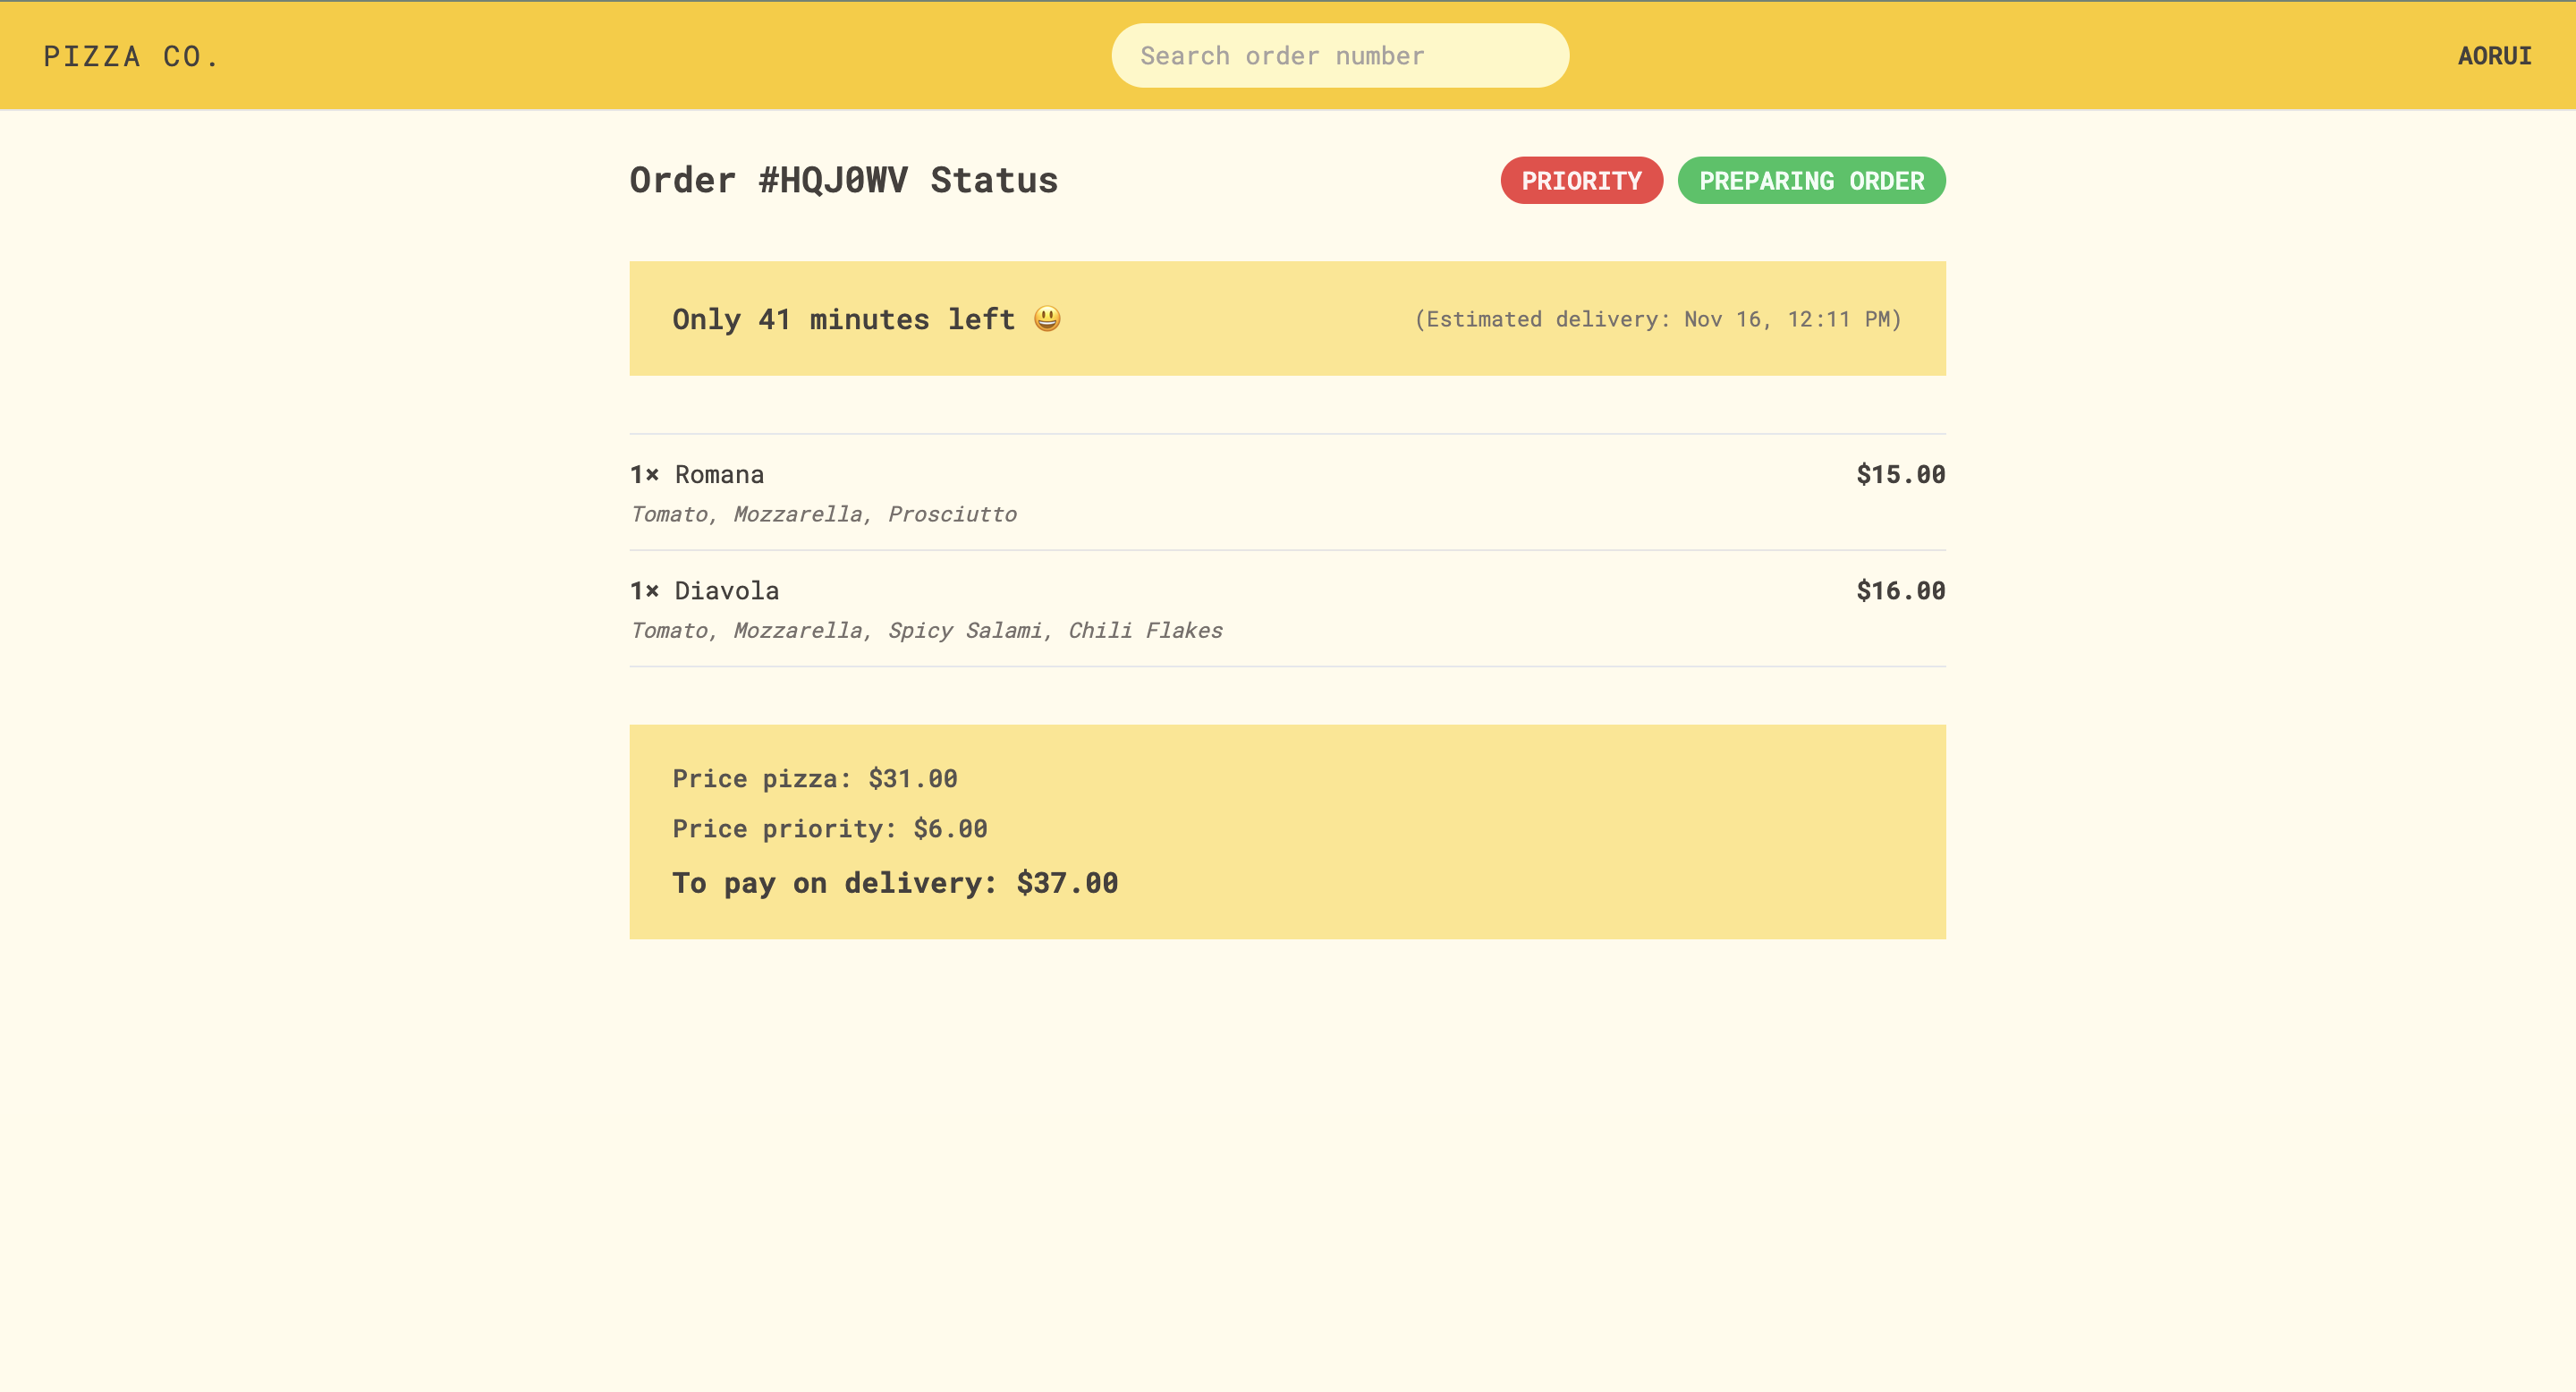 PIZZA CO.
Search order number
AORUI
Order #HQJ0WV Status
PRIORITY
PREPARING ORDER
Only 41 minutes left 😃
(Estimated delivery: Nov 16, 12:11 PM)
1× Romana
$15.00
Tomato, Mozzarella, Prosciutto
1× Diavola
$16.00
Tomato, Mozzarella, Spicy Salami, Chili Flakes
Price pizza: $31.00
Price priority: $6.00
To pay on delivery: $37.00